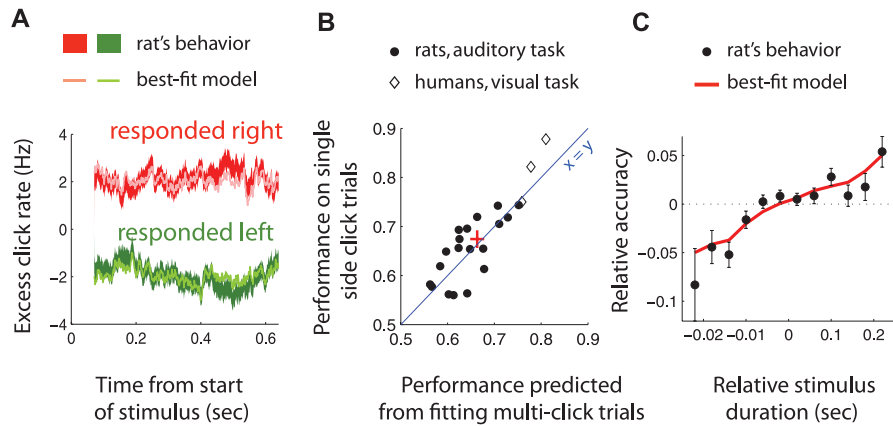 A
rat's behavior
best-fit model
responded right
responded left
Excess click rate (Hz)
4
2
0
−2
−4
0
0.2
0.4
0.6
Time from start
of stimulus (sec)
B
rats, auditory task
humans, visual task
x = y
Performance on single
side click trials
0.9
0.8
0.7
0.6
0.5
0.5
0.6
0.7
0.8
0.9
Performance predicted
from fitting multi-click trials
C
rat's behavior
best-fit model
Relative accuracy
0.05
0
−0.05
−0.1
−0.02
−0.01
0
0.1
0.2
Relative stimulus
duration (sec)